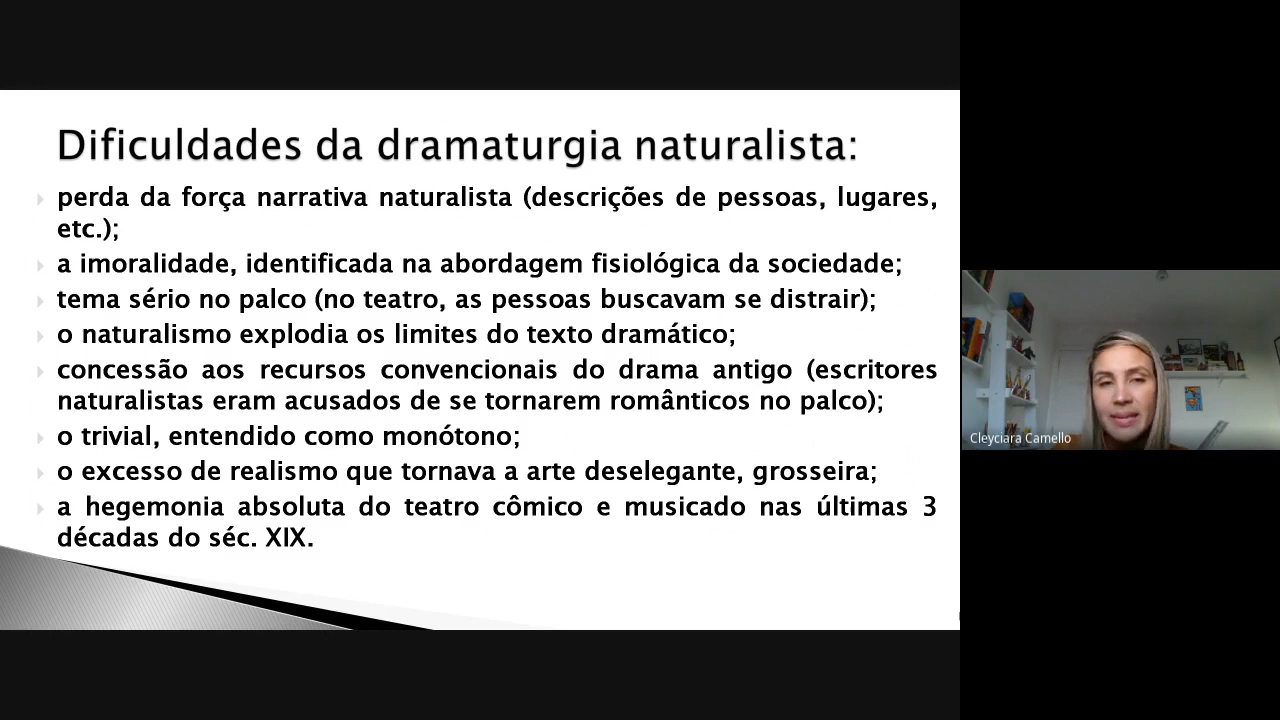 Dificuldades da dramaturgia naturalista:
perda da força narrativa naturalista (descrições de pessoas, lugares,
etc.);
a imoralidade, identificada na abordagem fisiológica da sociedade;
tema sério no palco (no teatro, as pessoas buscavam se distrair);
o naturalismo explodia os limites do texto dramático;
concessão aos recursos convencionais do drama antigo (escritores
naturalistas eram acusados de se tornarem românticos no palco);
o trivial, entendido como monótono;
o excesso de realismo que tornava a arte deselegante, grosseira;
a hegemonia absoluta do teatro cômico e musicado nas últimas 3
décadas do séc. XIX.
Cleyciara Camello